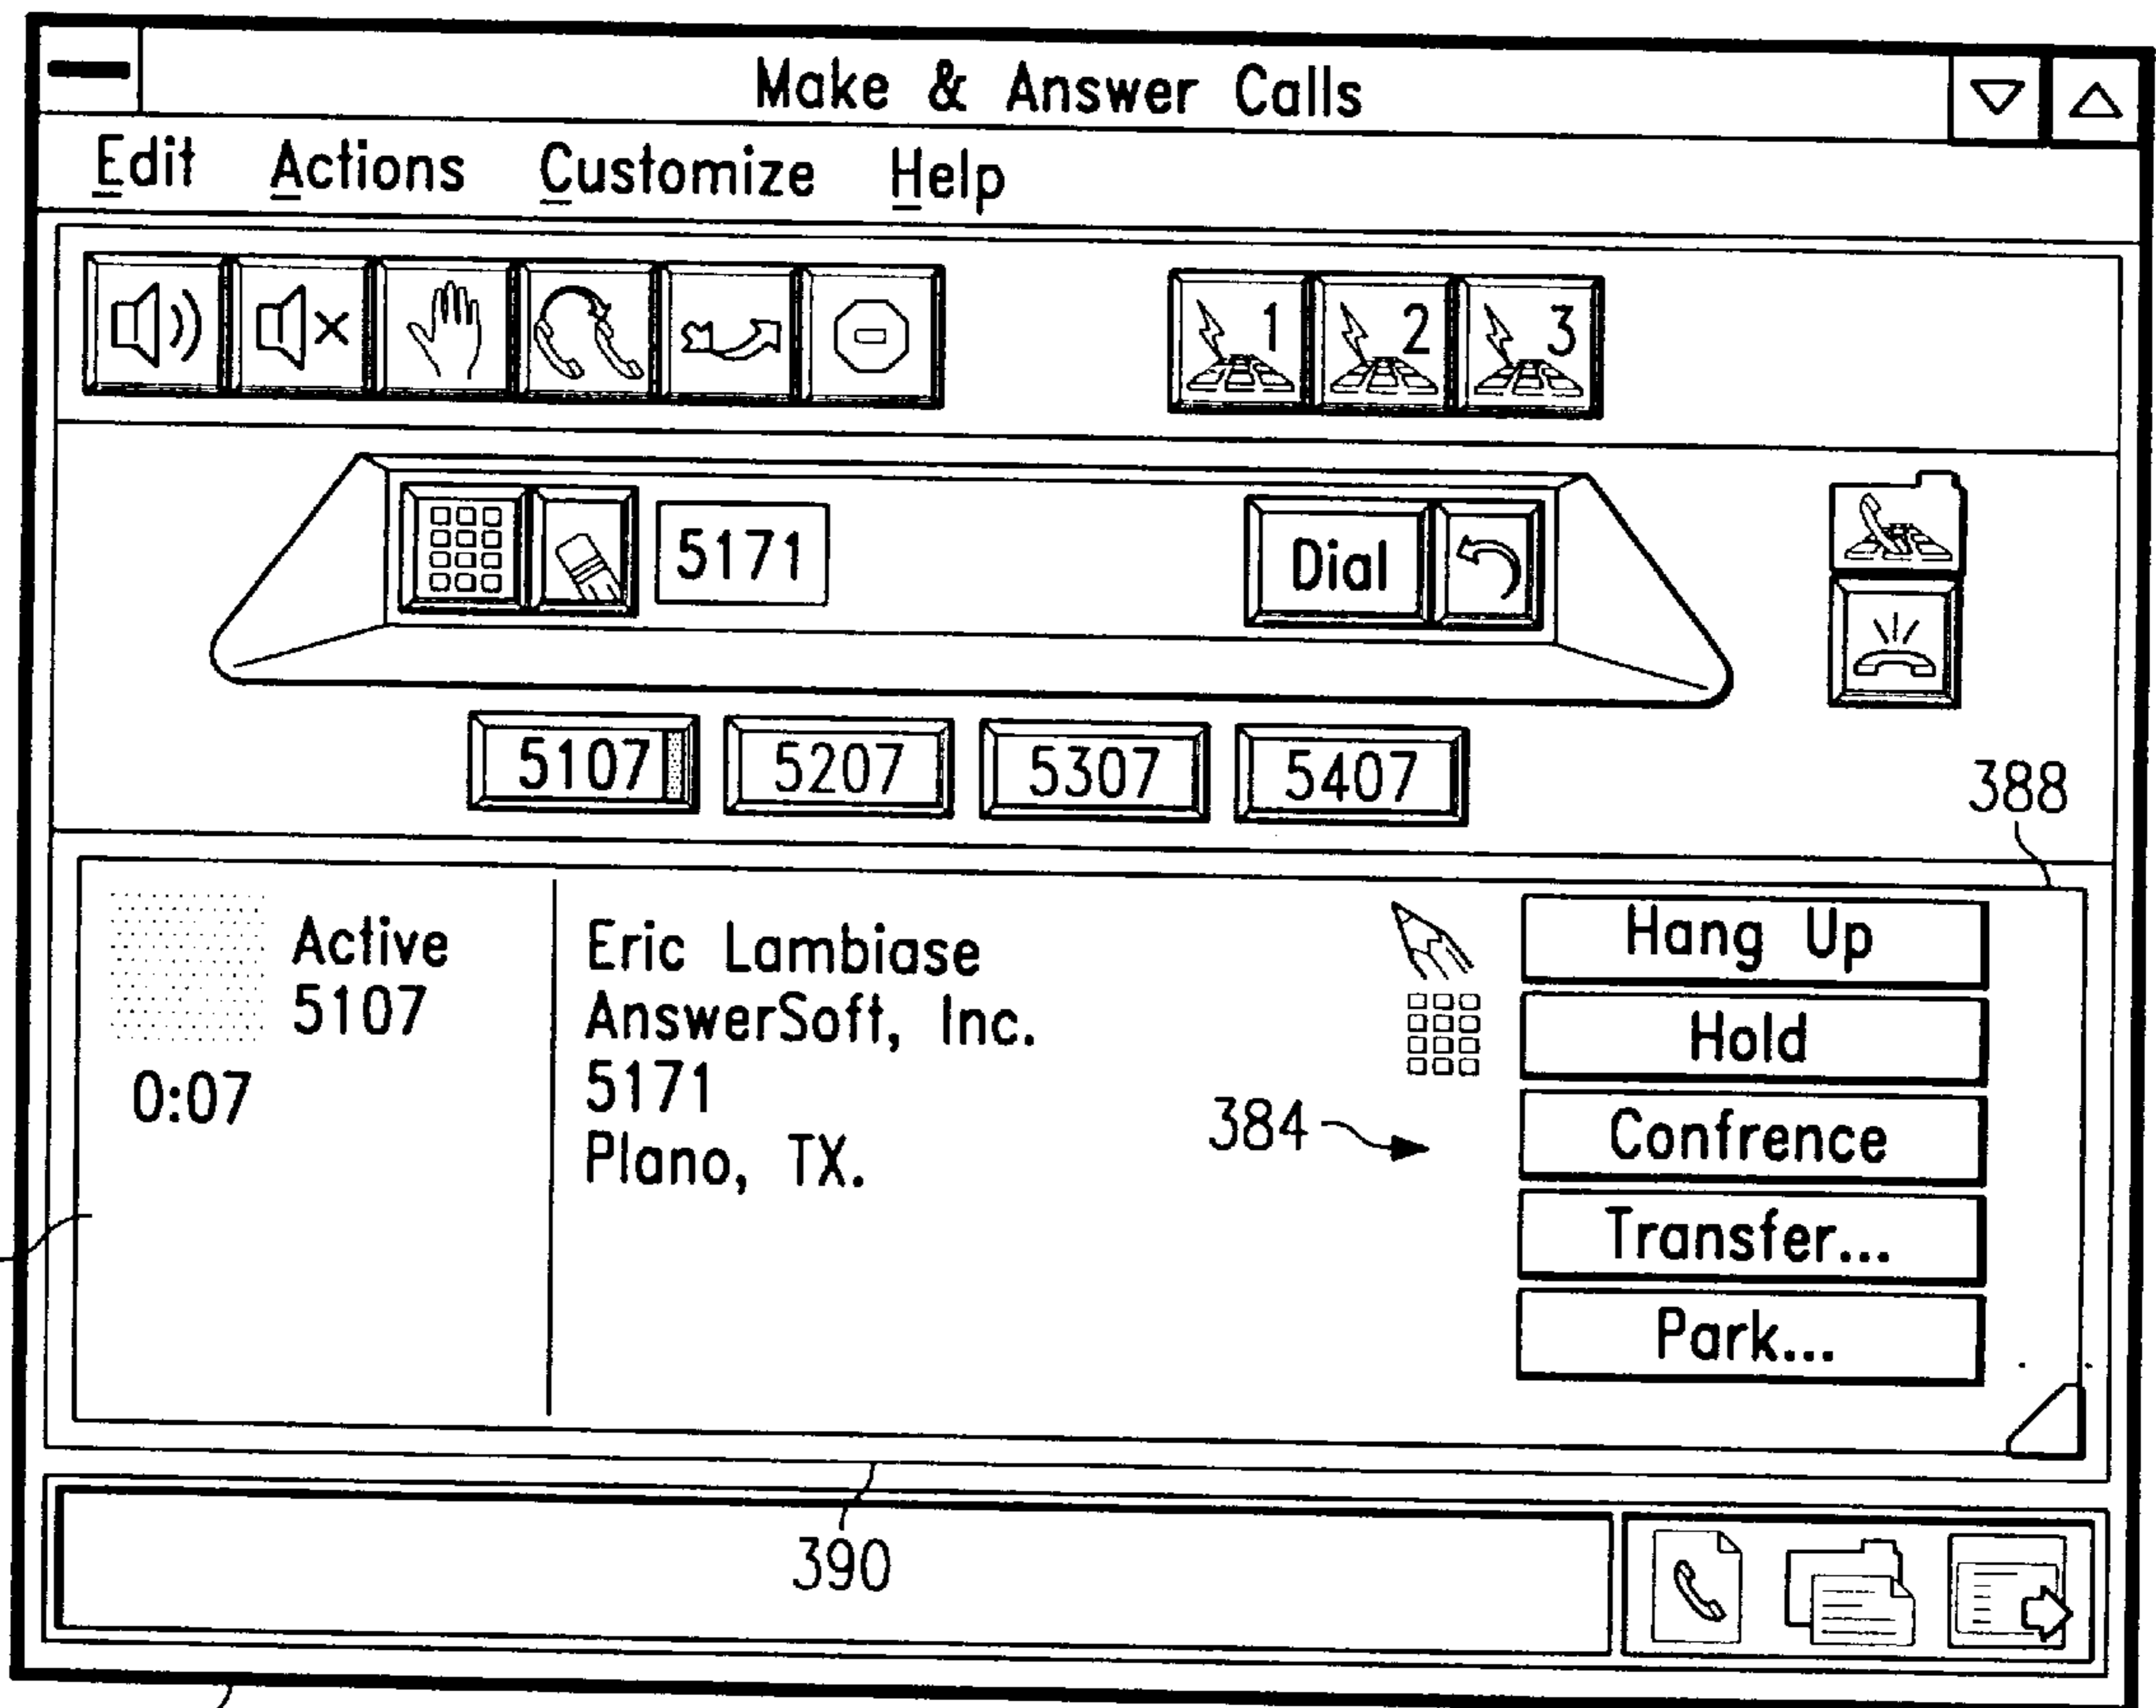 Make & Answer Calls
Edit Actions Customize Help
1 2 3
5171 Dial
5107 5207 5307 5407
388
Active
5107
0:07
Eric Lambiase
AnswerSoft, Inc.
5171
Plano, TX.
384
Hang Up
Hold
Confrence
Transfer...
Park...
390